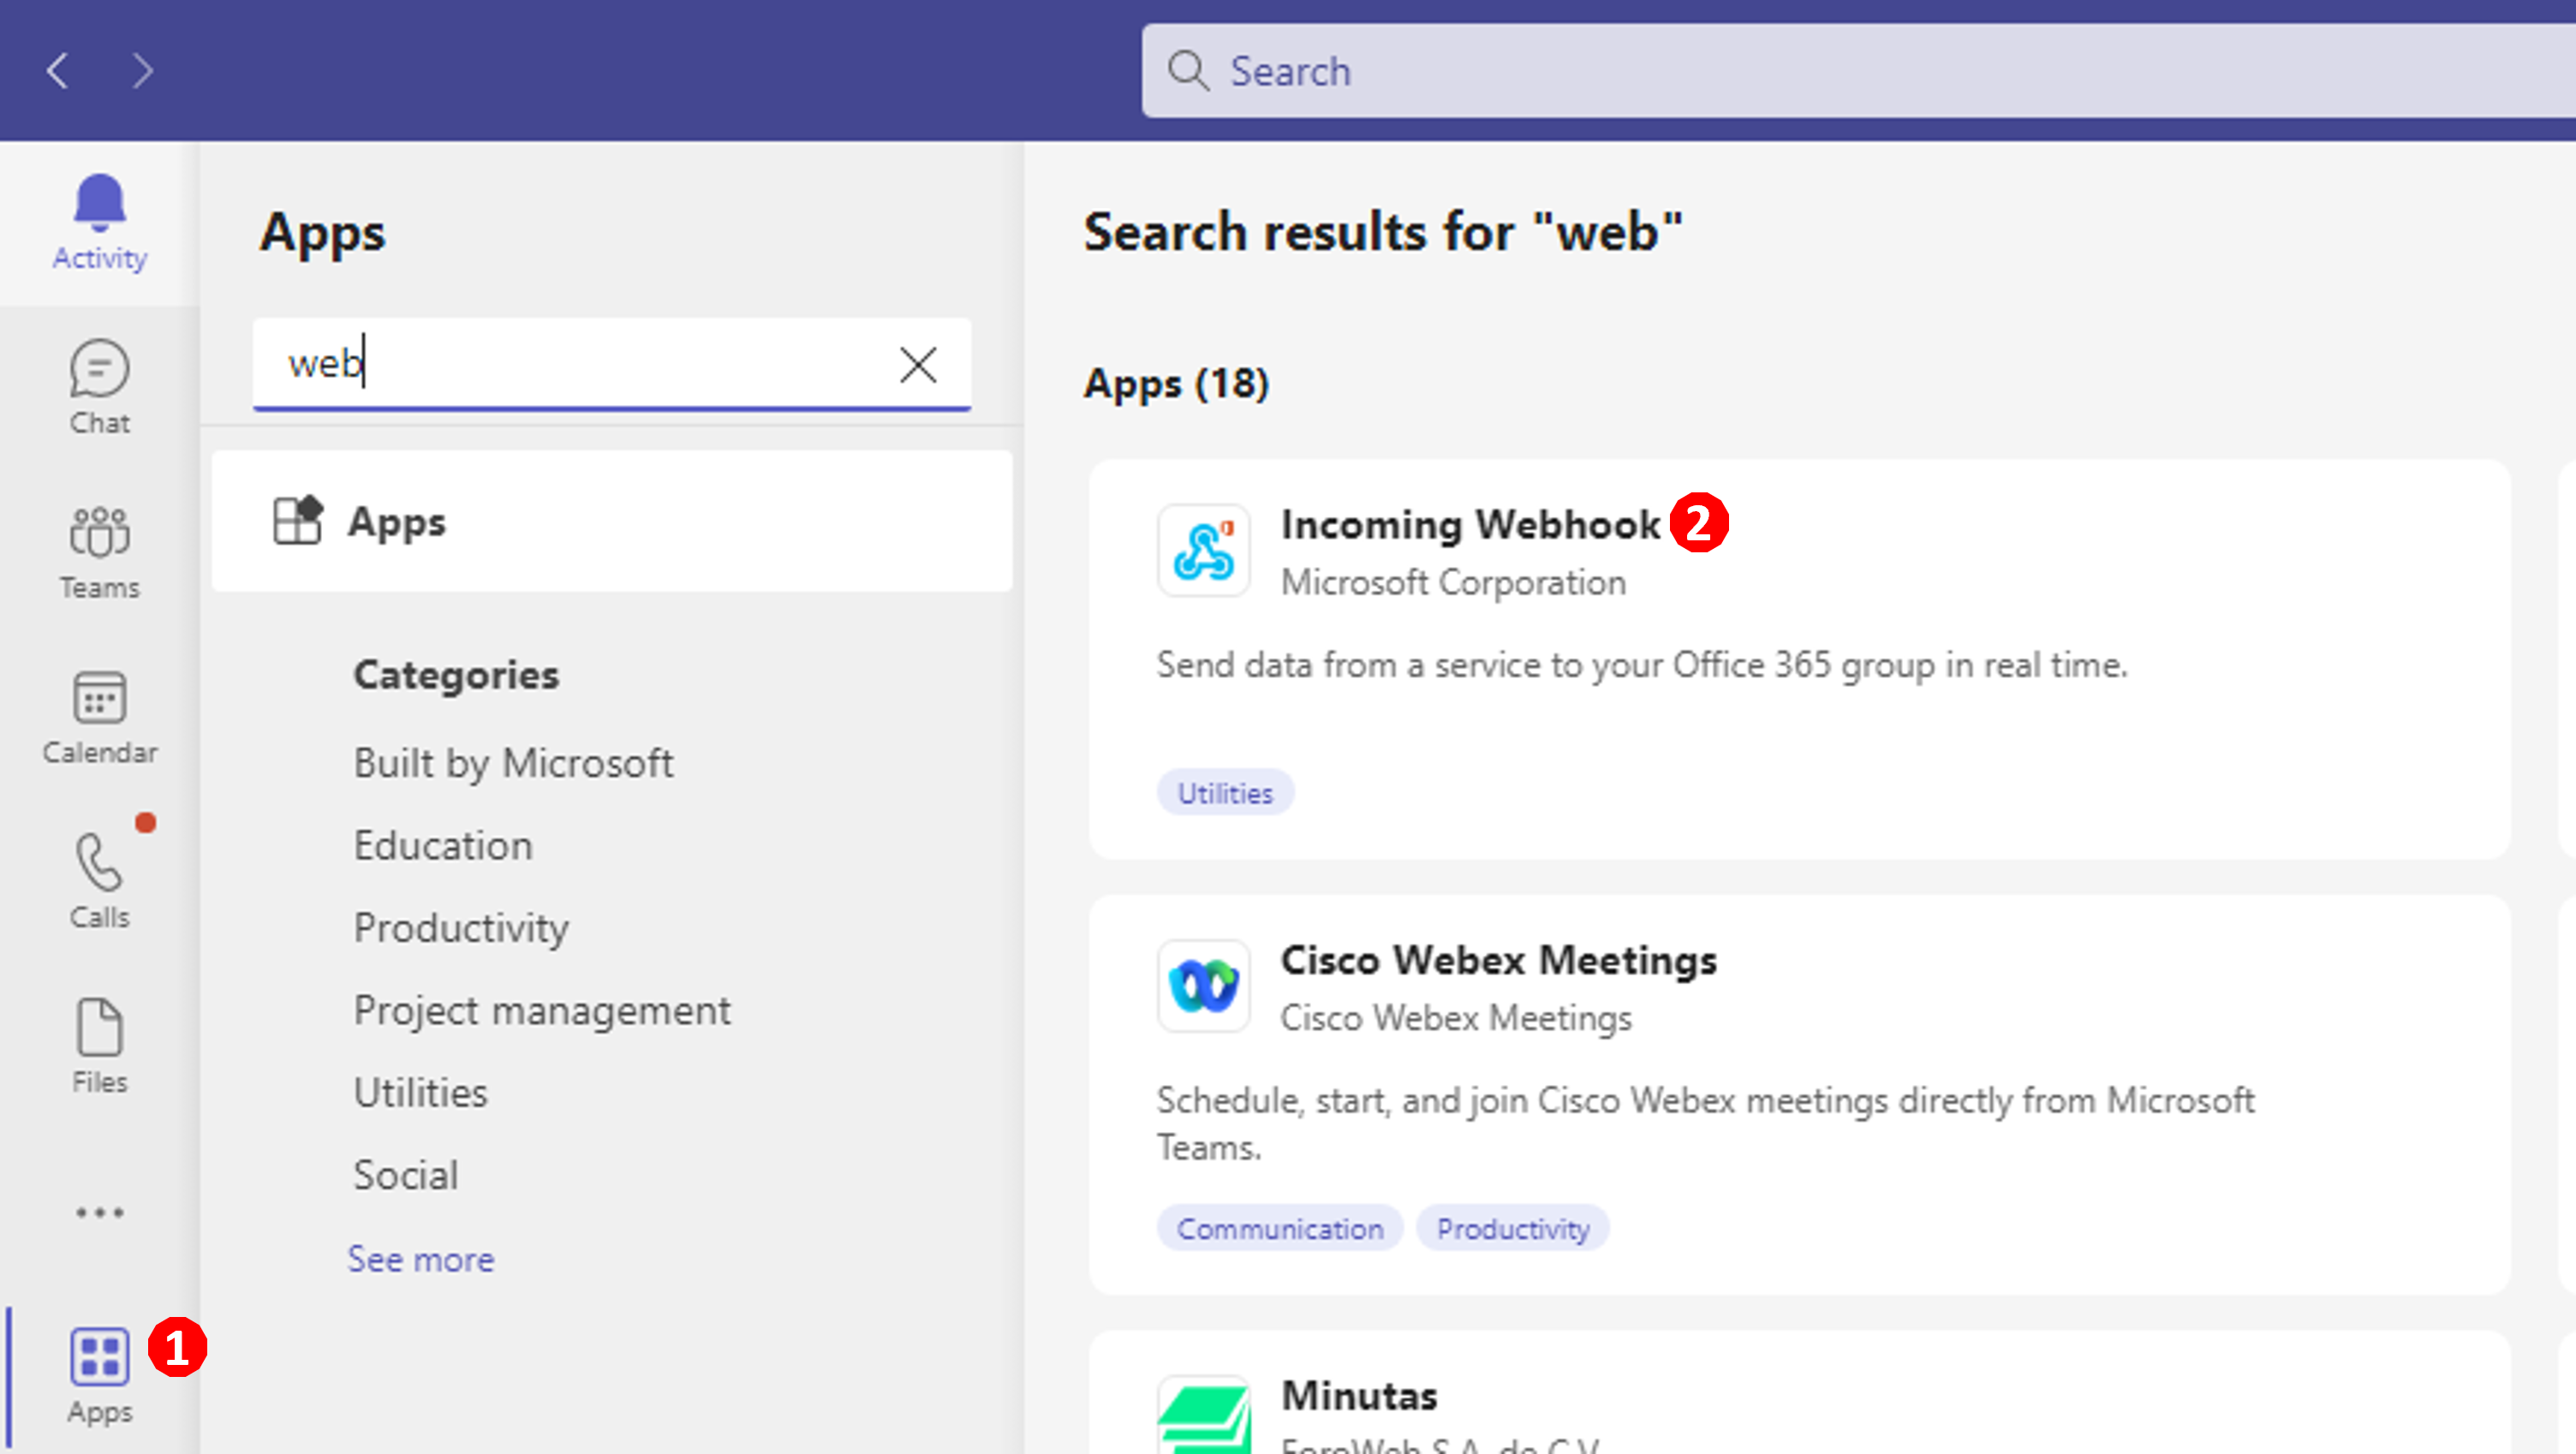 Search
Activity
Chat
Teams
Calendar
Calls
Files
Apps
1
Apps
web
Apps
Categories
Built by Microsoft
Education
Productivity
Project management
Utilities
Social
See more
Search results for "web"
Apps (18)
Incoming Webhook 2
Microsoft Corporation
Send data from a service to your Office 365 group in real time.
Utilities
Cisco Webex Meetings
Cisco Webex Meetings
Schedule, start, and join Cisco Webex meetings directly from Microsoft
Teams.
Communication Productivity
Minutas
ForoWeb S.A. de C.V.